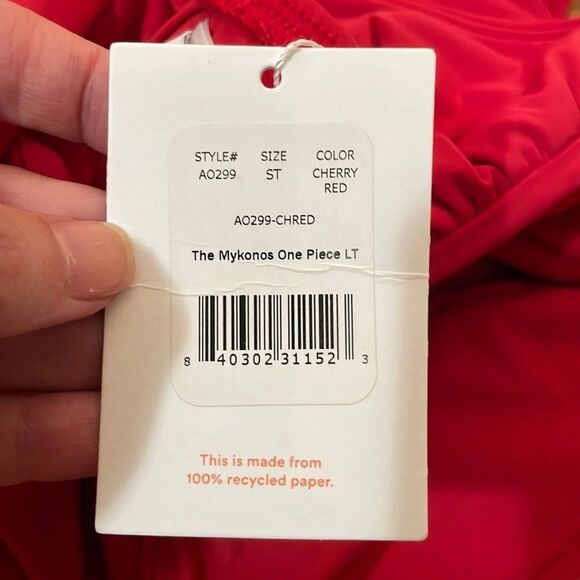 STYLE# SIZE COLOR
AO299 ST CHERRY
RED
AO299-CHRED
The Mykonos One Piece LT
8 40302 31152 3
This is made from
100% recycled paper.